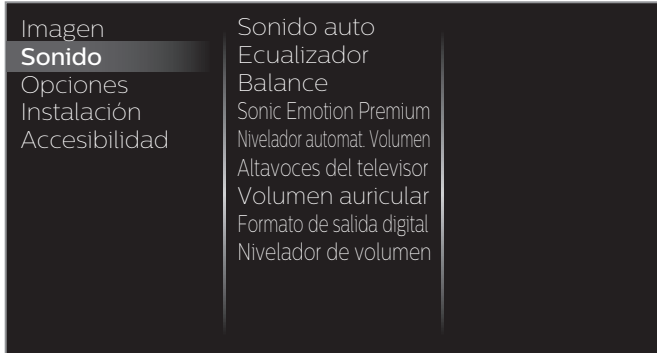 Imagen
Sonido
Opciones
Instalación
Accesibilidad
Sonido auto
Ecualizador
Balance
Sonic Emotion Premium
Nivelador automat. Volumen
Altavoces del televisor
Volumen auricular
Formato de salida digital
Nivelador de volumen